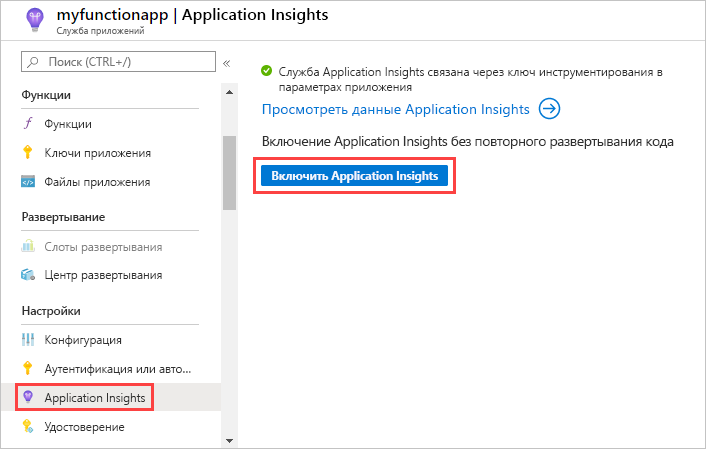 myfunctionapp | Application Insights
Служба приложений
Поиск (CTRL+/)
«
Функции
Функции
Ключи приложения
Файлы приложения
Развертывание
Слоты развертывания
Центр развертывания
Настройки
Конфигурация
Аутентификация или авто...
Application Insights
Удостоверение
Служба Application Insights связана через ключ инструментирования в
параметрах приложения
Просмотреть данные Application Insights
Включение Application Insights без повторного развертывания кода
Включить Application Insights